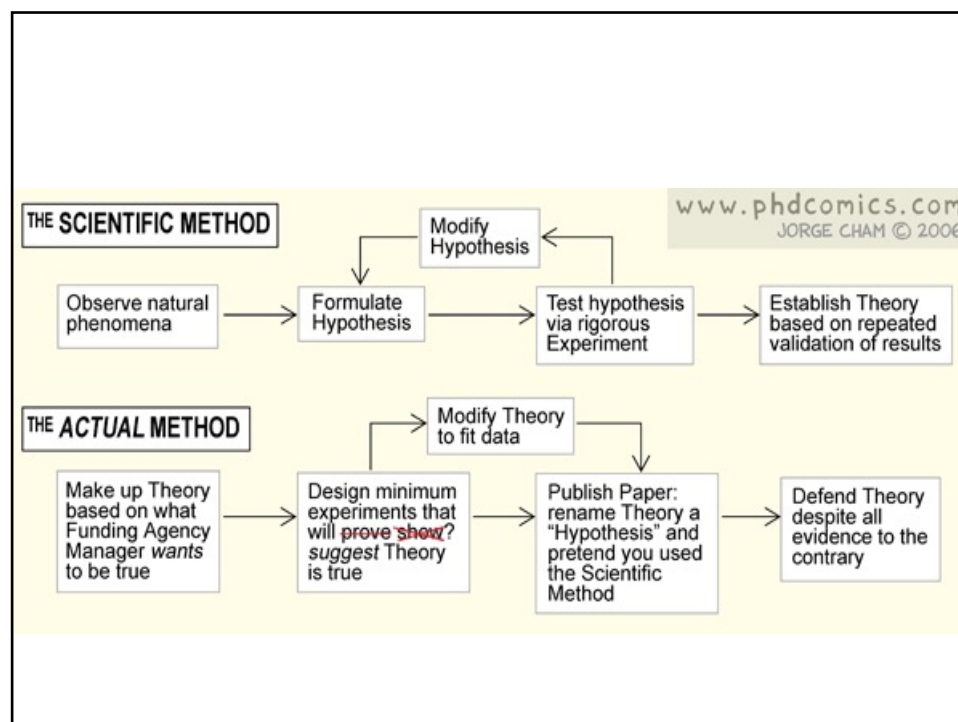 THE SCIENTIFIC METHOD
www.phdcomics.com
JORGE CHAM © 2006
Modify
Hypothesis
Observe natural
phenomena
Formulate
Hypothesis
Test hypothesis
via rigorous
Experiment
Establish Theory
based on repeated
validation of results
THE ACTUAL METHOD
Modify Theory
to fit data
Make up Theory
based on what
Funding Agency
Manager wants
to be true
Design minimum
experiments that
will prove show?
suggest Theory
is true
Publish Paper:
rename Theory a
“Hypothesis” and
pretend you used
the Scientific
Method
Defend Theory
despite all
evidence to the
contrary